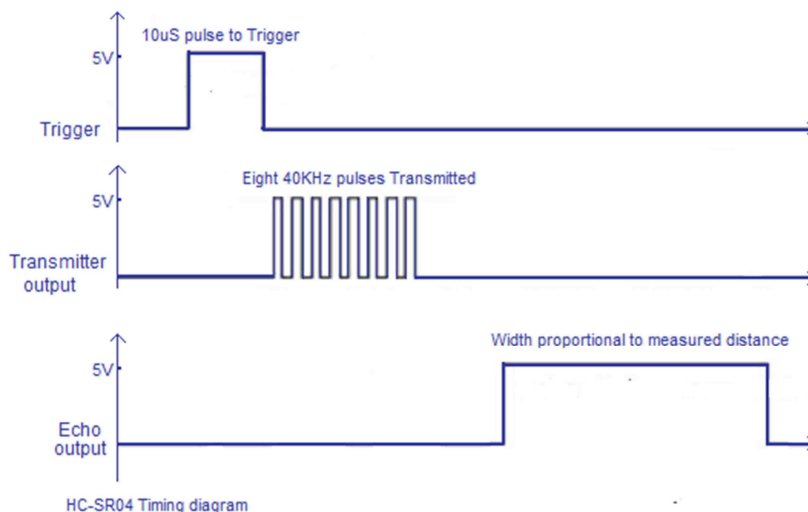 10uS pulse to Trigger
5V
Trigger
Eight 40KHz pulses Transmitted
5V
Transmitter
output
Width proportional to measured distance
5V
Echo
output
HC-SR04 Timing diagram